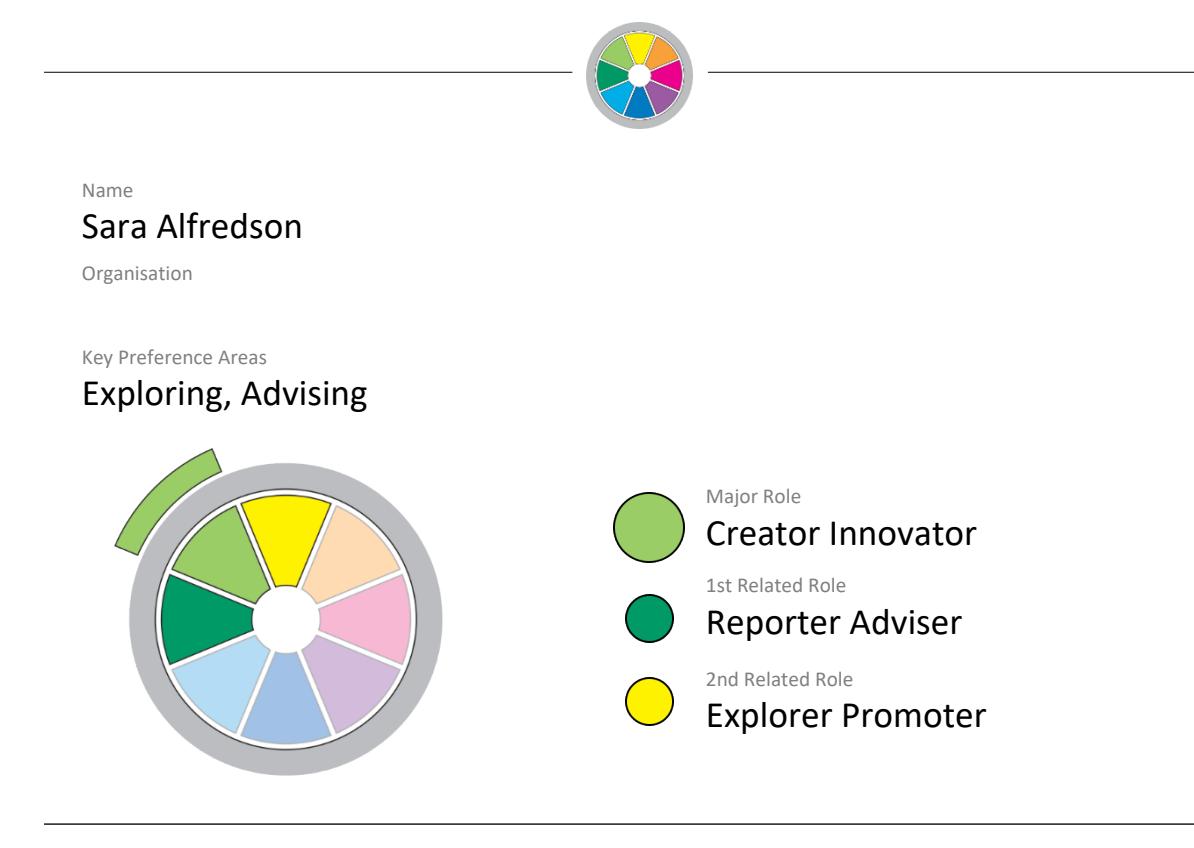 Name
Sara Alfredson
Organisation
Key Preference Areas
Exploring, Advising
Major Role
Creator Innovator
1st Related Role
Reporter Adviser
2nd Related Role
Explorer Promoter